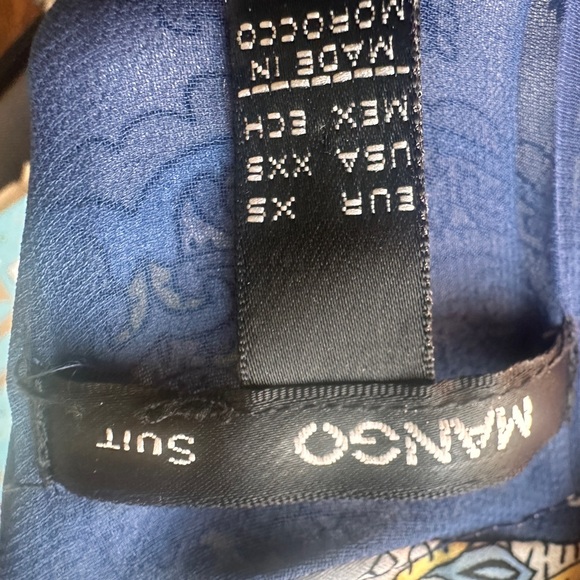 MANGO SUIT
EUR XS
USA XXS
MEX ECH
MADE IN
MOROCCO